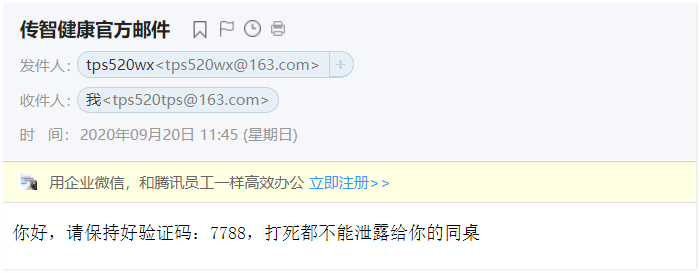 传智健康官方邮件
发件人：tps520wx<tps520wx@163.com> +
收件人：我<tps520tps@163.com>
时 间：2020年09月20日 11:45 (星期日)
用企业微信，和腾讯员工一样高效办公 立即注册>>
你好，请保持好验证码：7788，打死都不能泄露给你的同桌